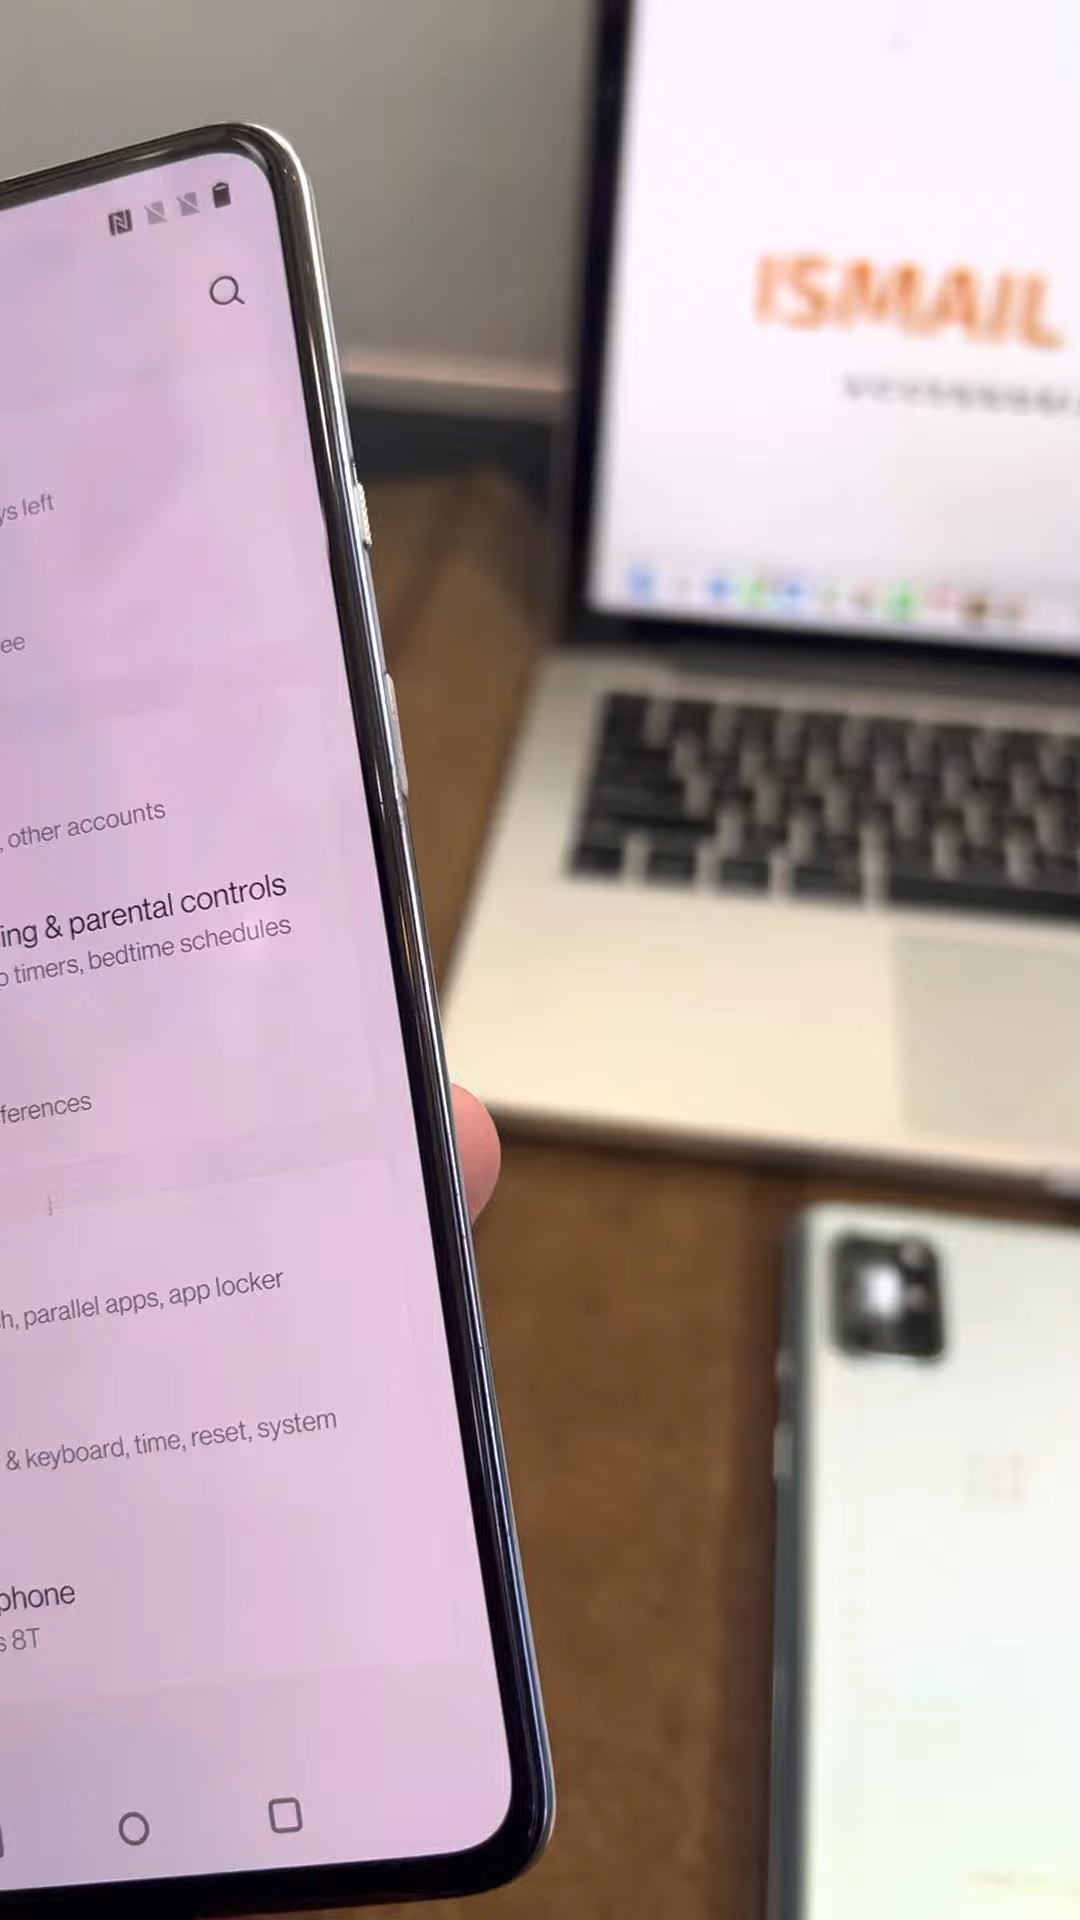 ys left
ee
, other accounts
ing & parental controls
p timers, bedtime schedules
ferences
h, parallel apps, app locker
& keyboard, time, reset, system
phone
s 8T
ISMAIL